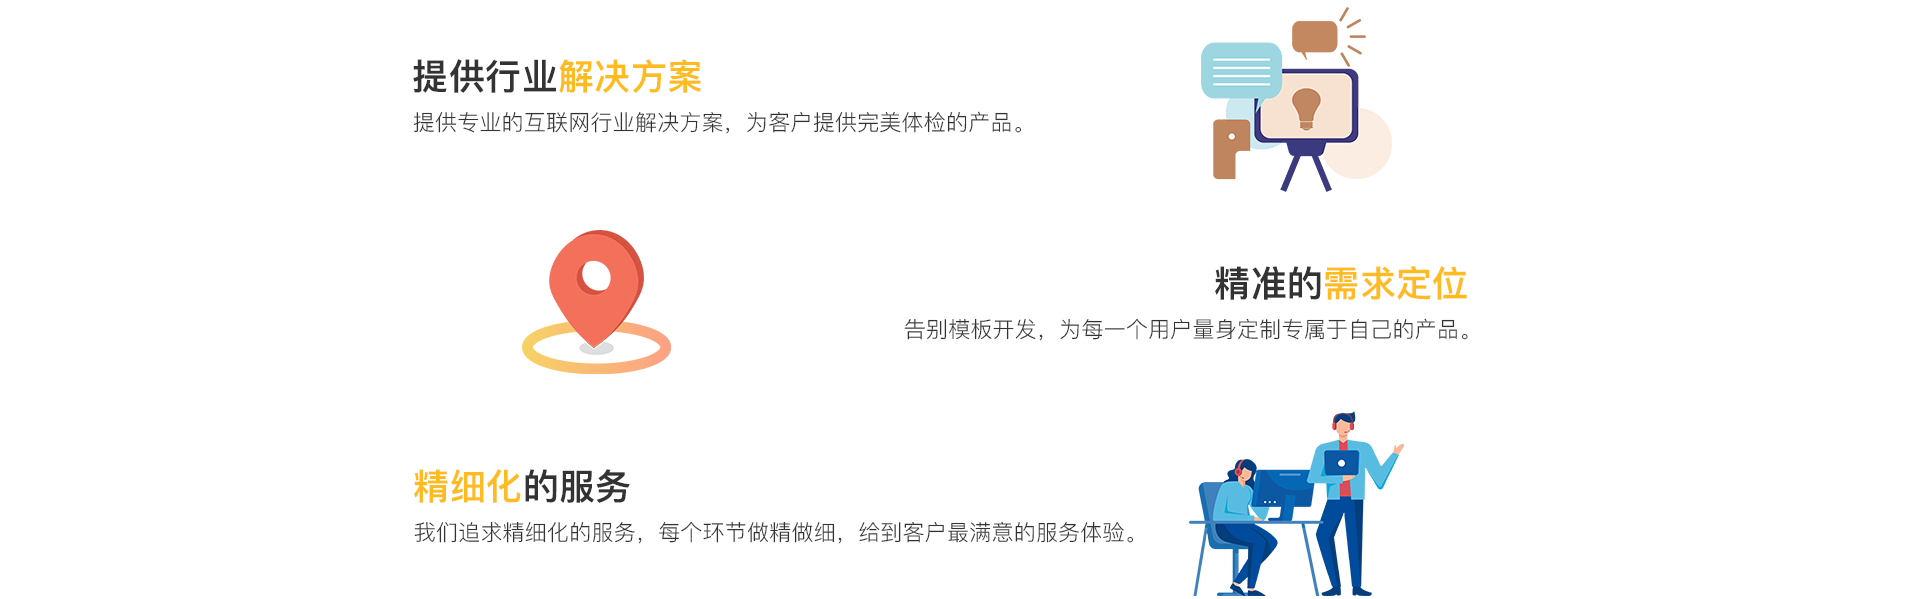 提供行业解决方案
提供专业的互联网行业解决方案，为客户提供完美体检的产品。
精准的需求定位
告别模板开发，为每一个用户量身定制专属于自己的产品。
精细化的服务
我们追求精细化的服务，每个环节做精做细，给到客户最满意的服务体验。